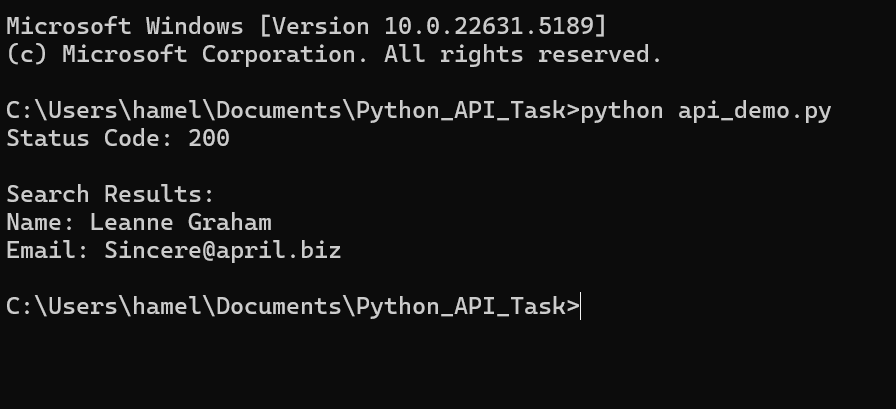 Microsoft Windows [Version 10.0.22631.5189]
(c) Microsoft Corporation. All rights reserved.
C:\Users\hamel\Documents\Python_API_Task>python api_demo.py
Status Code: 200
Search Results:
Name: Leanne Graham
Email: Sincere@april.biz
C:\Users\hamel\Documents\Python_API_Task>